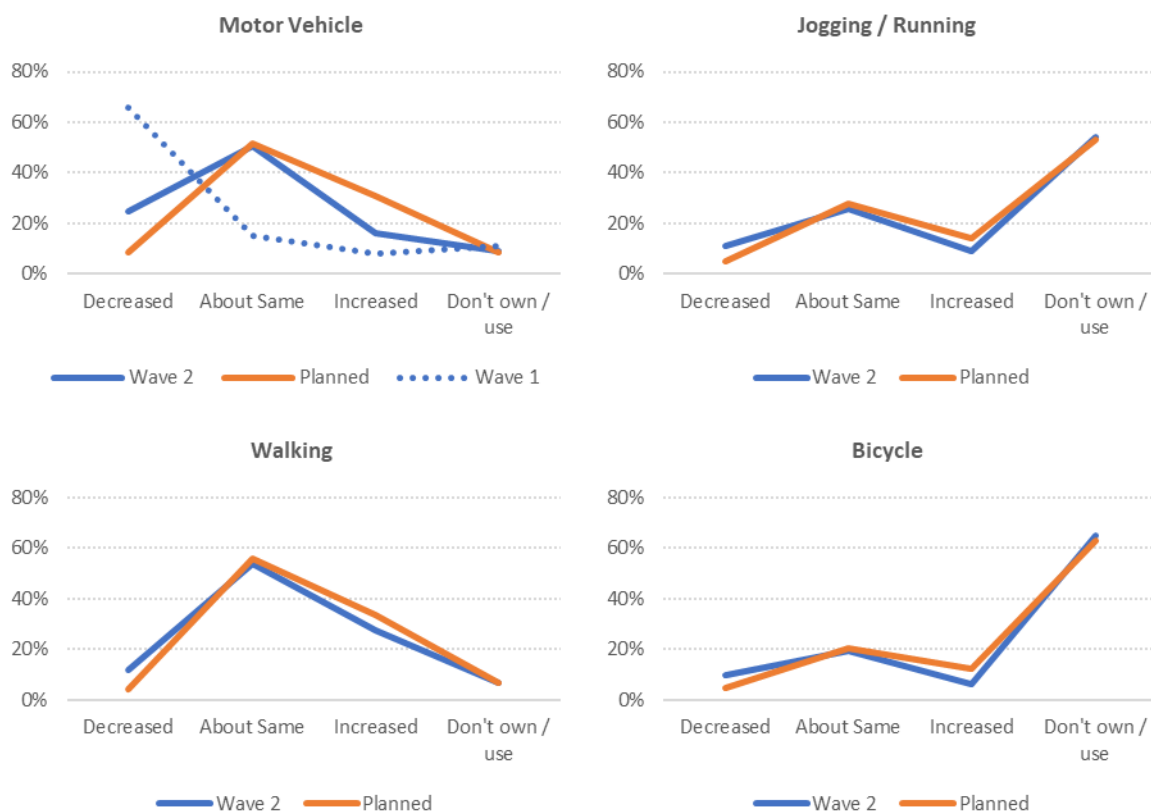 Motor Vehicle
80%
60%
40%
20%
0%
Decreased About Same Increased Don't own /
use
Wave 2 Planned Wave 1
Jogging / Running
80%
60%
40%
20%
0%
Decreased About Same Increased Don't own /
use
Wave 2 Planned
Walking
80%
60%
40%
20%
0%
Decreased About Same Increased Don't own /
use
Wave 2 Planned
Bicycle
80%
60%
40%
20%
0%
Decreased About Same Increased Don't own /
use
Wave 2 Planned